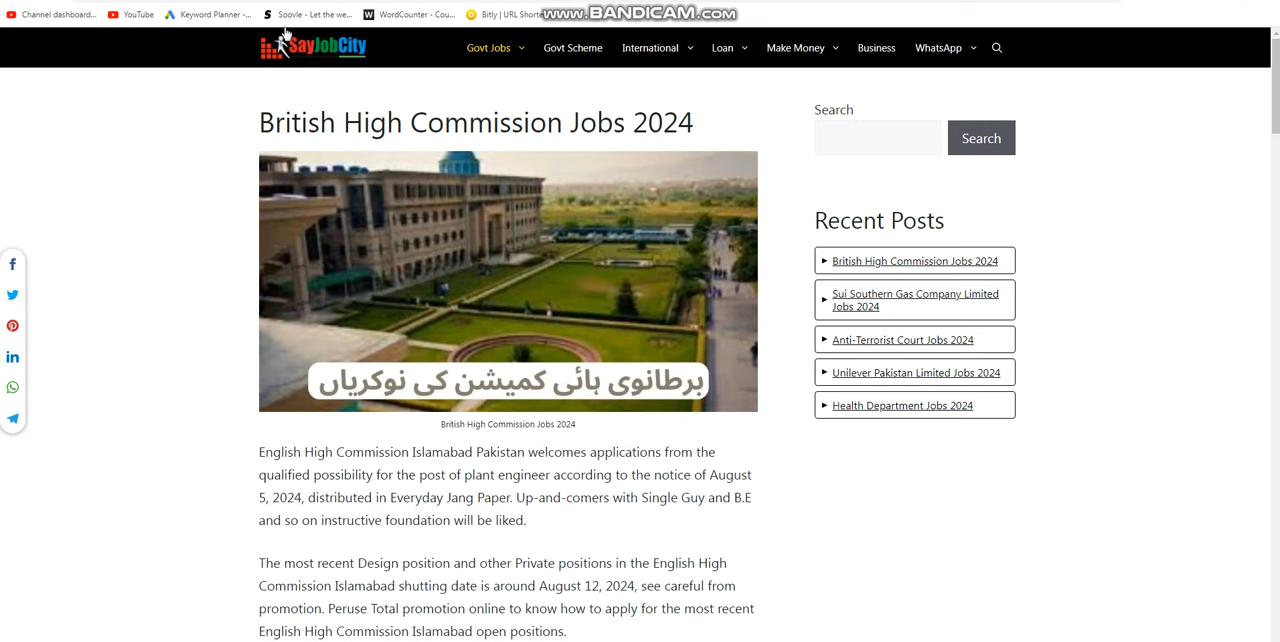 Channel dashboard...
YouTube
Keyword Planner -...
Soovle - Let the we...
WordCounter - Cou...
Bitly | URL Shorte
www.BANDICAM.com
SayJobCity
Govt Jobs
Govt Scheme
International
Loan
Make Money
Business
WhatsApp
British High Commission Jobs 2024
برطانوی ہائی کمیشن کی نوکریاں
British High Commission Jobs 2024
English High Commission Islamabad Pakistan welcomes applications from the
qualified possibility for the post of plant engineer according to the notice of August
5, 2024, distributed in Everyday Jang Paper. Up-and-comers with Single Guy and B.E
and so on instructive foundation will be liked.
The most recent Design position and other Private positions in the English High
Commission Islamabad shutting date is around August 12, 2024, see careful from
promotion. Peruse Total promotion online to know how to apply for the most recent
English High Commission Islamabad open positions.
Search
Search
Recent Posts
British High Commission Jobs 2024
Sui Southern Gas Company Limited
Jobs 2024
Anti-Terrorist Court Jobs 2024
Unilever Pakistan Limited Jobs 2024
Health Department Jobs 2024